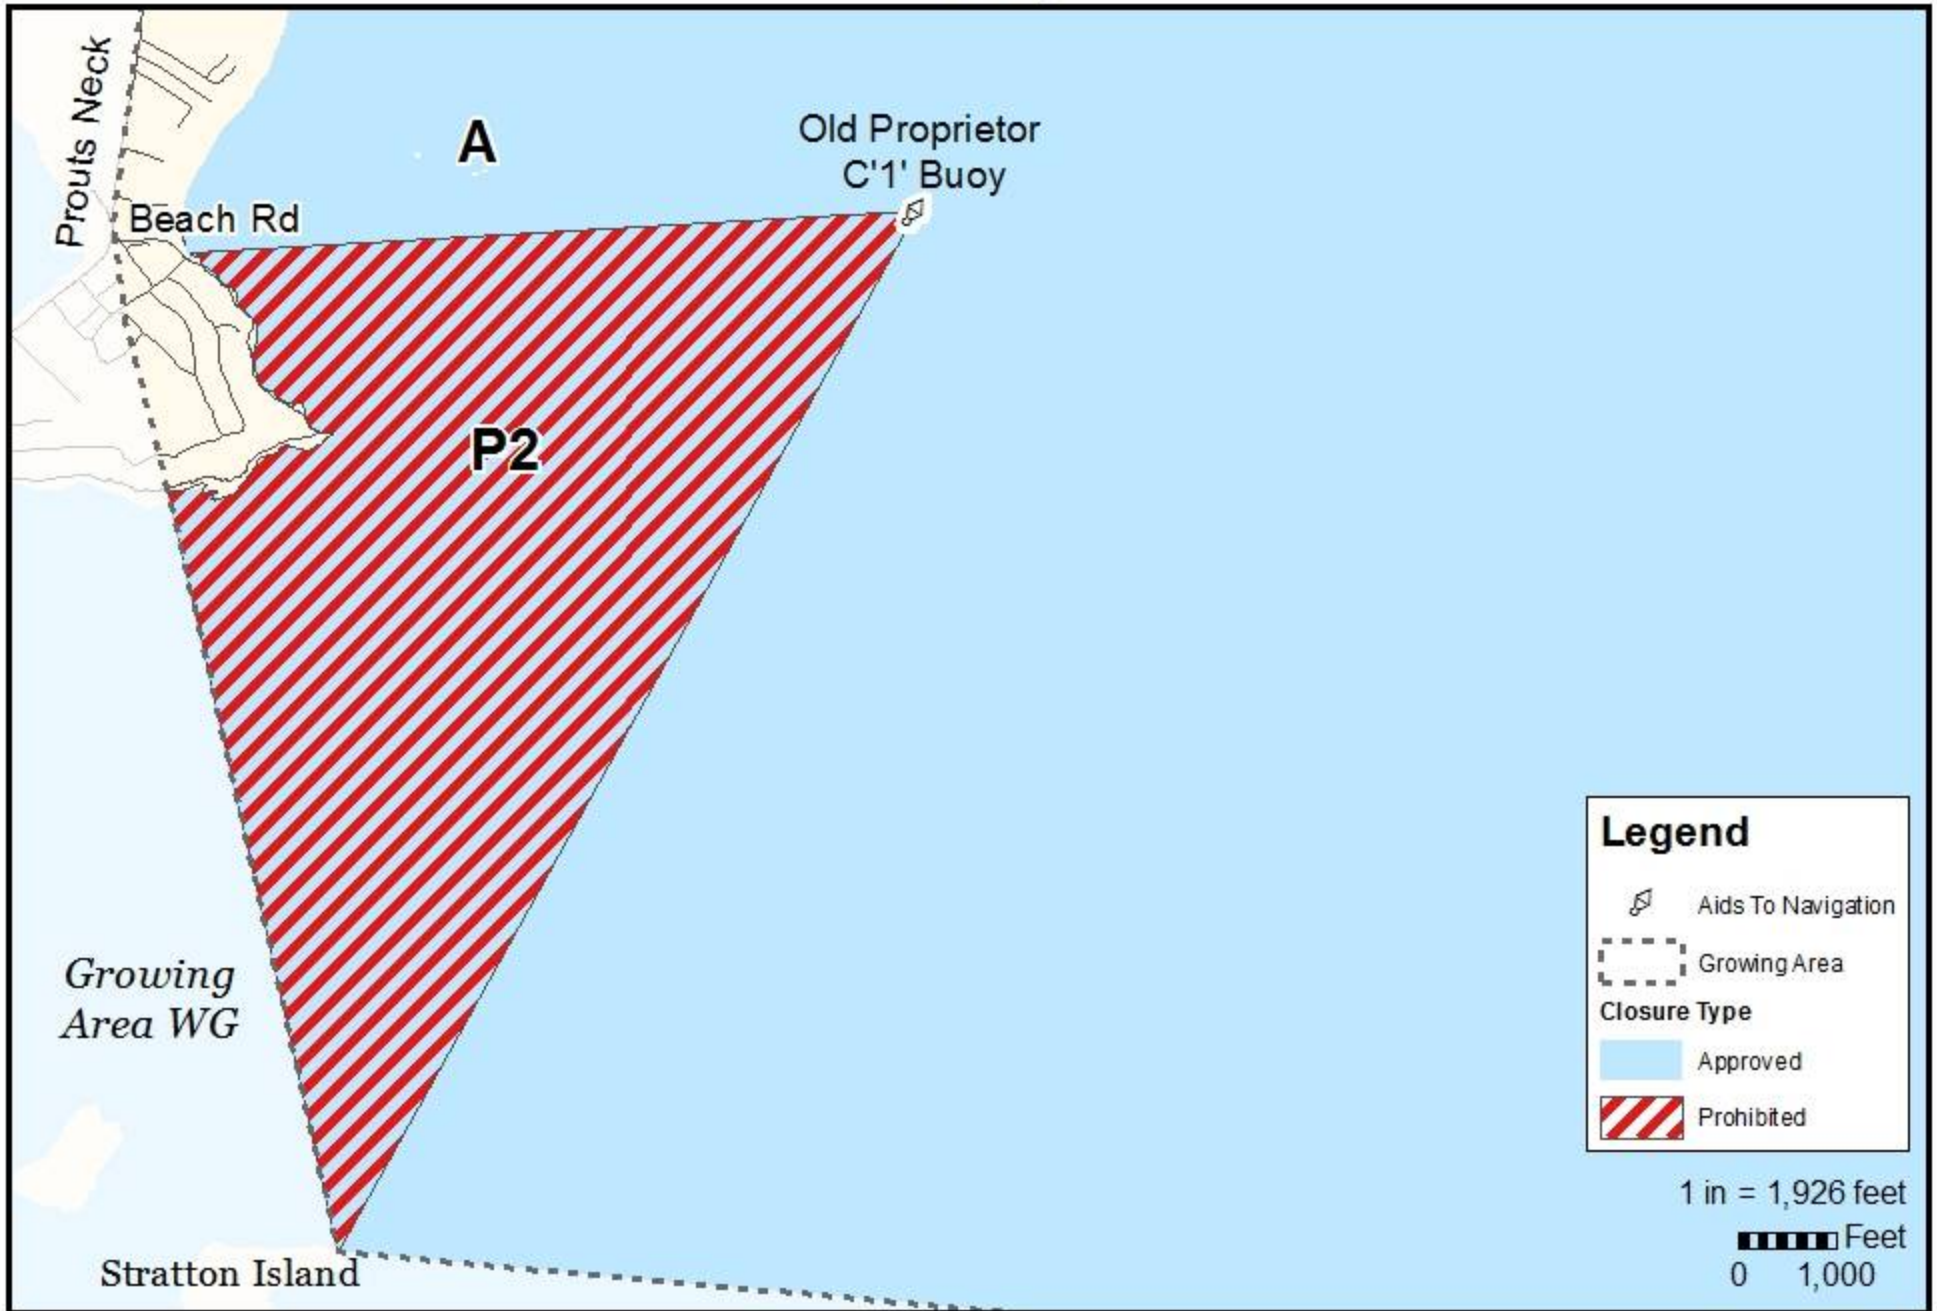 Prouts Neck
A
Old Proprietor
C'1' Buoy
Beach Rd
P2
Growing
Area WG
Stratton Island
Legend
Aids To Navigation
Growing Area
Closure Type
Approved
Prohibited
1 in = 1,926 feet
Feet
0 1,000